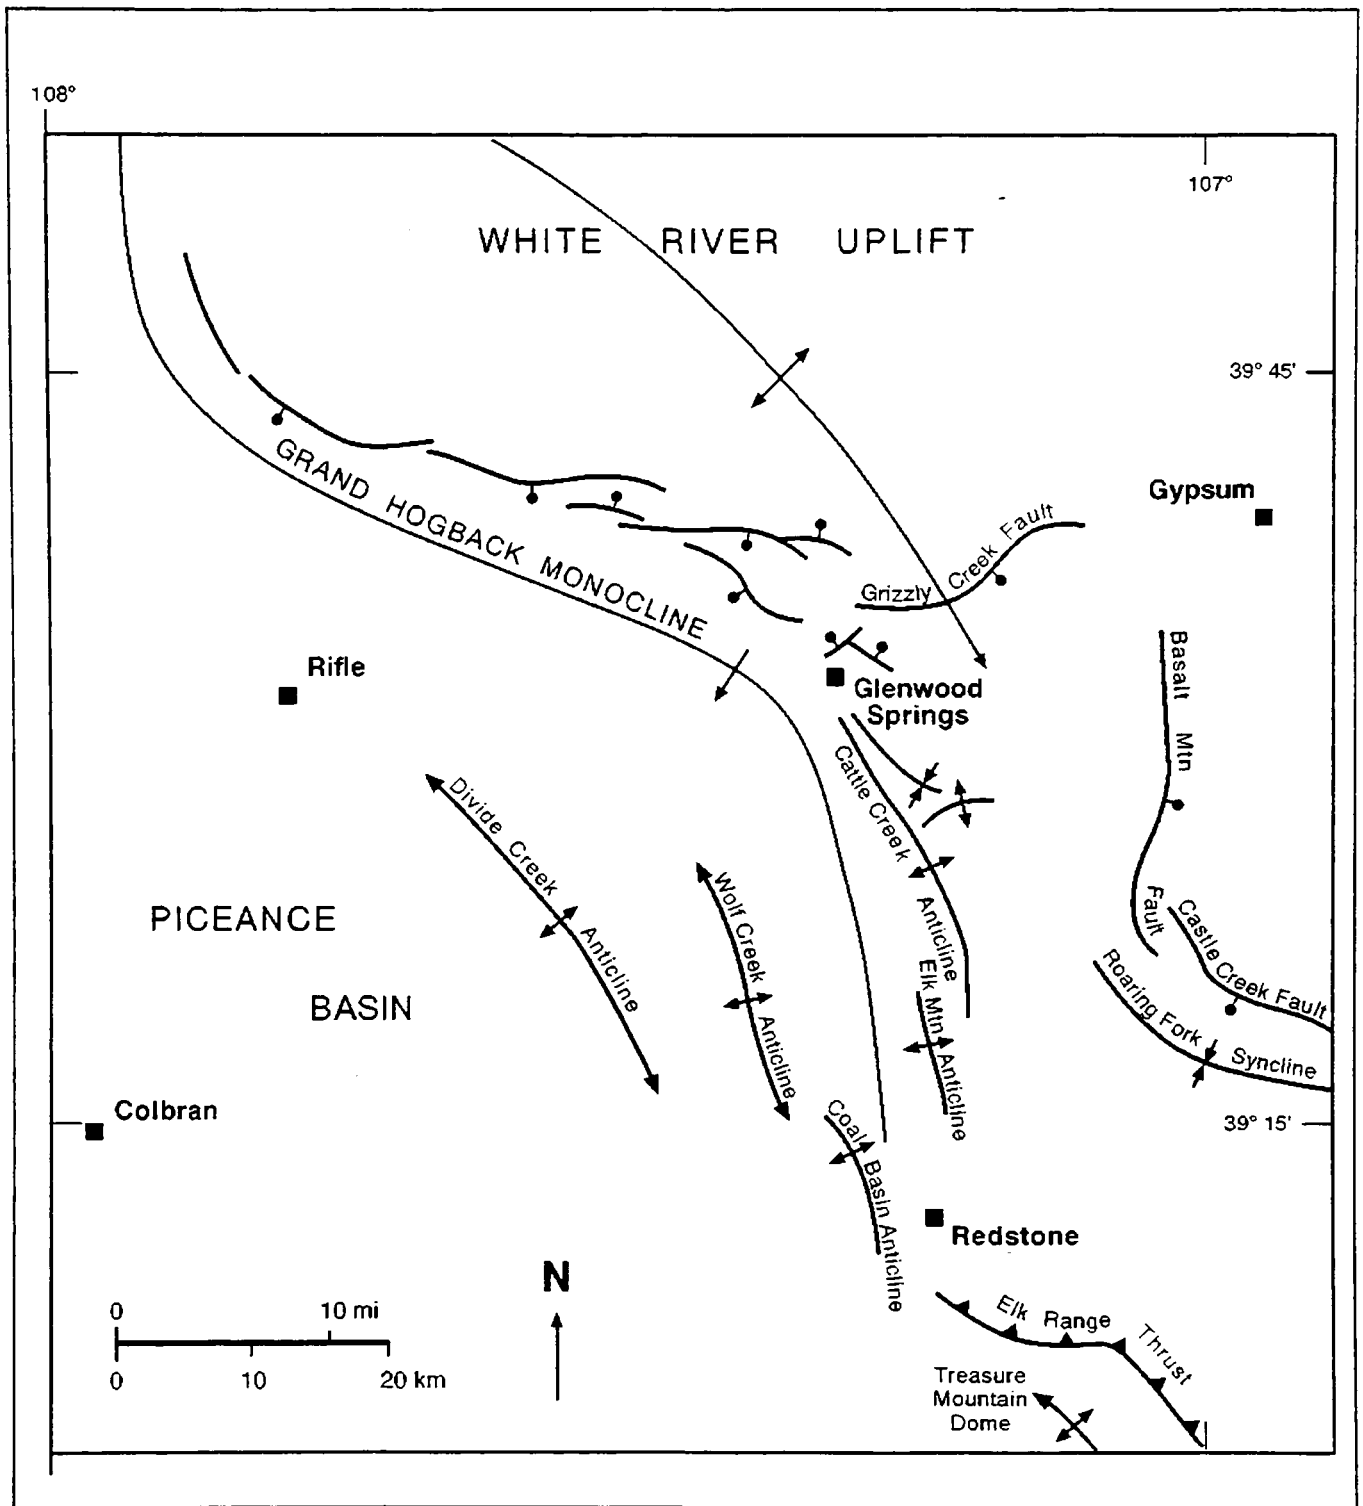 108°
107°
WHITE RIVER UPLIFT
39° 45'
GRAND HOGBACK MONOCLINE
Gypsum
Grizzly Creek Fault
Rifle
Glenwood
Springs
Basalt Mtn Fault
Divide Creek Anticline
Cattle Creek Anticline
Wolf Creek Anticline
PICEANCE
BASIN
Elk Mtn Anticline
Castle Creek Fault
Roaring Fork Syncline
Colbran
39° 15'
Coal Basin Anticline
Redstone
N
0 10 mi
0 10 20 km
Elk Range Thrust
Treasure
Mountain
Dome